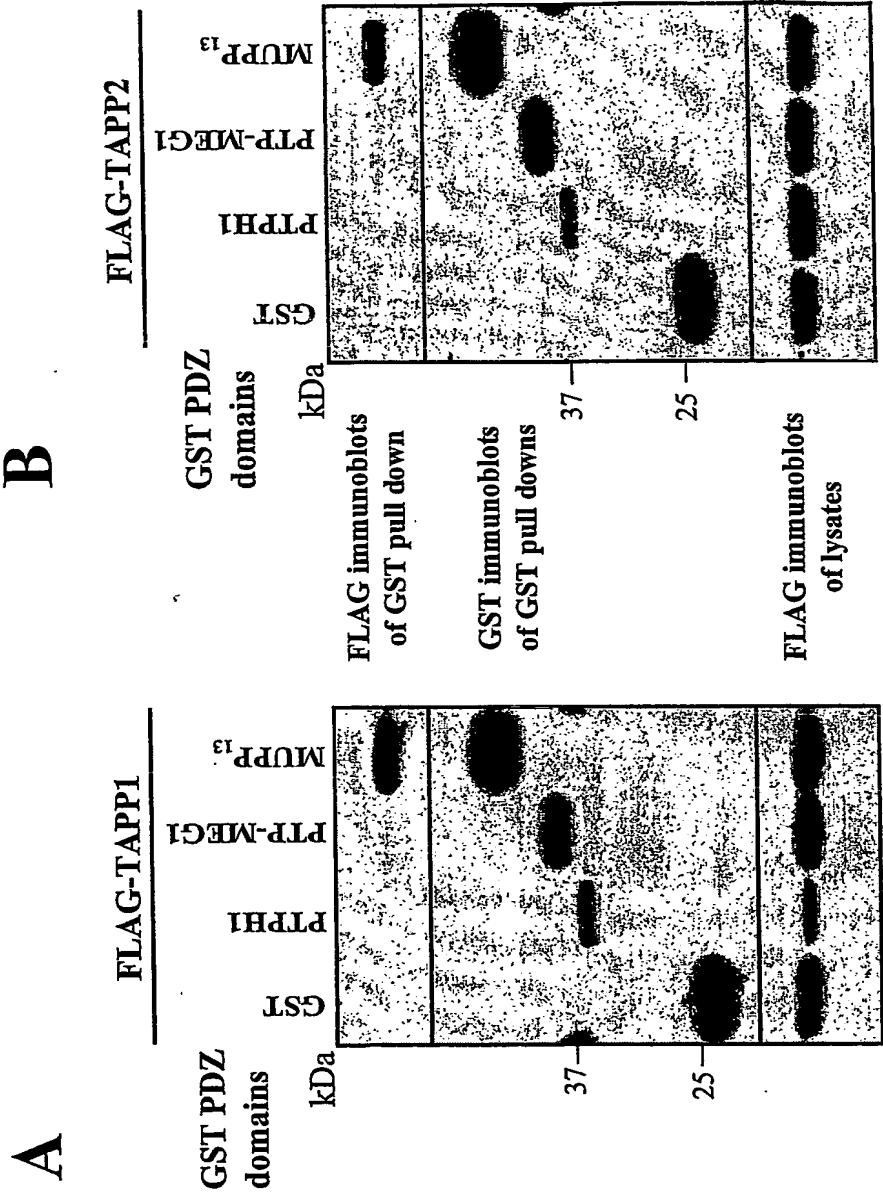 A
FLAG-TAPP1
GST PDZ
domains
GST
PTPH1
PTP-MEG1
MUPP13
kDa
37
25
B
FLAG-TAPP2
GST PDZ
domains
GST
PTPH1
PTP-MEG1
MUPP13
kDa
FLAG immunoblots
of GST pull down
GST immunoblots
of GST pull downs
37
25
FLAG immunoblots
of lysates